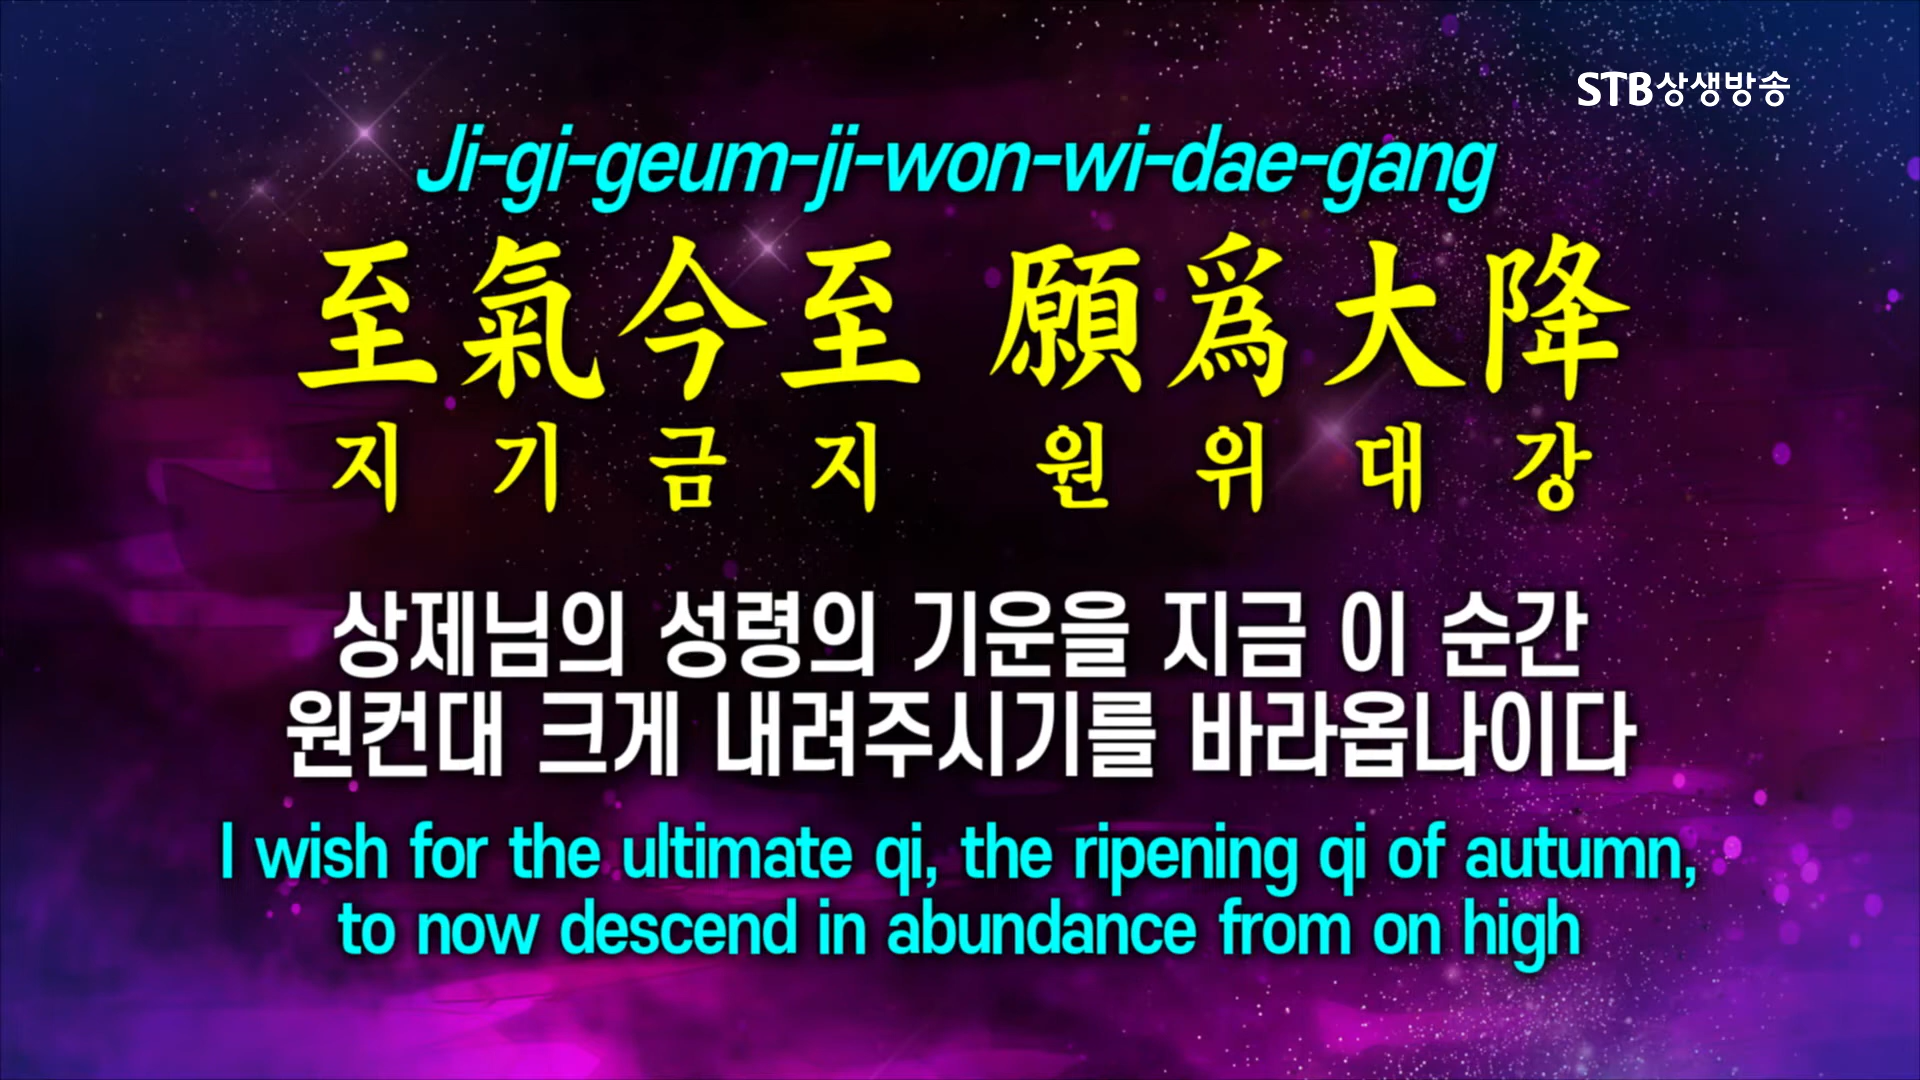 STB상생방송
Ji-gi-geum-ji-won-wi-dae-gang
至氣今至 願爲大降
지 기 금 지 원 위 대 강
상제님의 성령의 기운을 지금 이 순간
원컨대 크게 내려주시기를 바라옵나이다
I wish for the ultimate qi, the ripening qi of autumn,
to now descend in abundance from on high